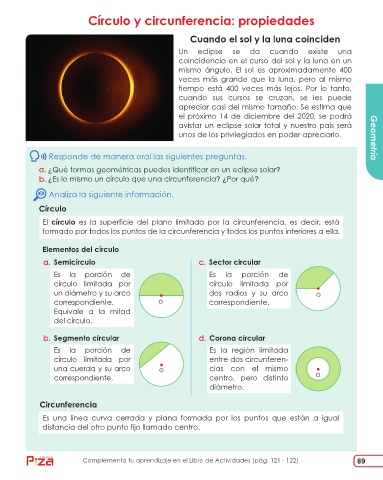 Círculo y circunferencia: propiedades
Cuando el sol y la luna coinciden
Un eclipse se da cuando existe una
coincidencia en el curso del sol y la luna en un
mismo ángulo. El sol es aproximadamente 400
veces más grande que la luna, pero al mismo
tiempo está 400 veces más lejos. Por lo tanto,
cuando sus cursos se cruzan, se les puede
apreciar casi del mismo tamaño. Se estima que
el próximo 14 de diciembre del 2020, se podrá
avistar un eclipse solar total y nuestro país será
unos de los privilegiados en poder apreciarlo.
Geometría
Responde de manera oral las siguientes preguntas.
a. ¿Qué formas geométricas puedes identificar en un eclipse solar?
b. ¿Es lo mismo un círculo que una circunferencia? ¿Por qué?
Analiza la siguiente información.
Círculo
El círculo es la superficie del plano limitada por la circunferencia, es decir, está
formado por todos los puntos de la circunferencia y todos los puntos interiores a ella.
Elementos del círculo
a. Semicírculo
Es la porción de
círculo limitada por
un diámetro y su arco
correspondiente.
Equivale a la mitad
del círculo.
O
c. Sector circular
Es la porción de
círculo limitada por
dos radios y su arco
correspondiente.
O
b. Segmento circular
Es la porción de
círculo limitada por
una cuerda y su arco
correspondiente.
O
d. Corona circular
Es la región limitada
entre dos circunferen-
cias con el mismo
centro, pero distinto
diámetro.
O
Circunferencia
Es una línea curva cerrada y plana formada por los puntos que están a igual
distancia del otro punto fijo llamado centro.
Piza
Complementa tu aprendizaje en el Libro de Actividades (pág. 121 - 122)
89